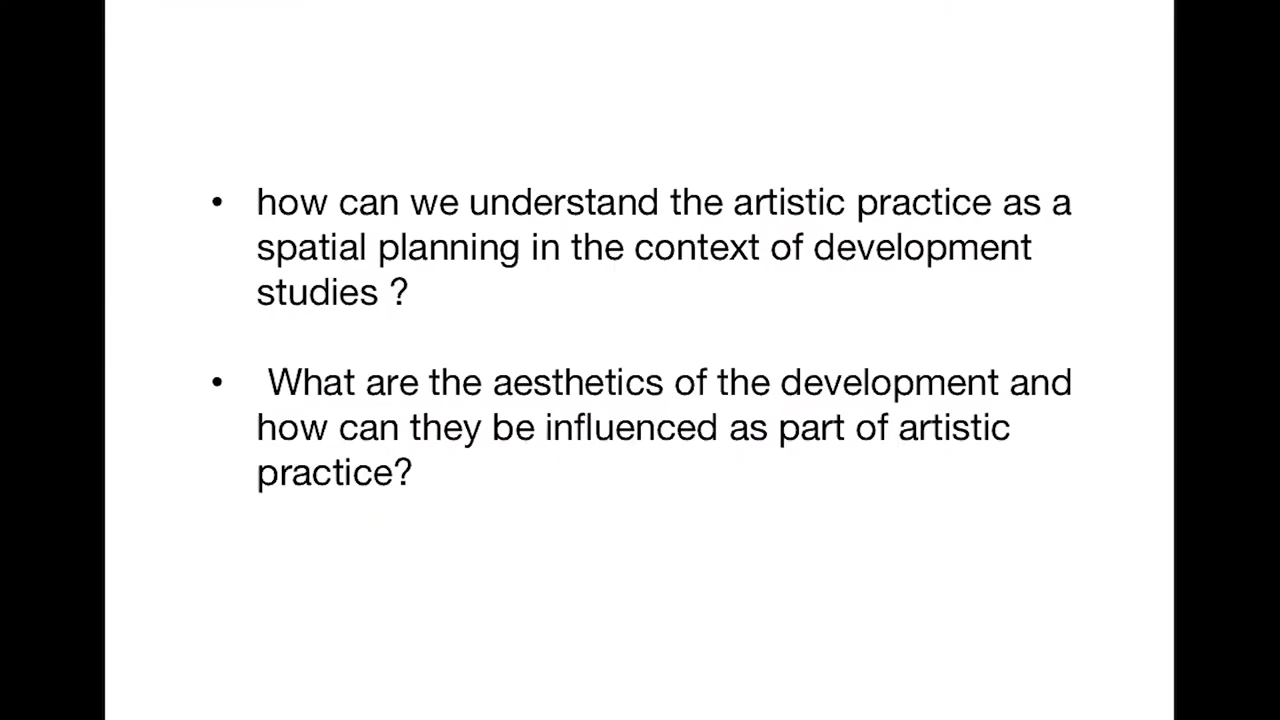 • how can we understand the artistic practice as a
spatial planning in the context of development
studies ?
• What are the aesthetics of the development and
how can they be influenced as part of artistic
practice?